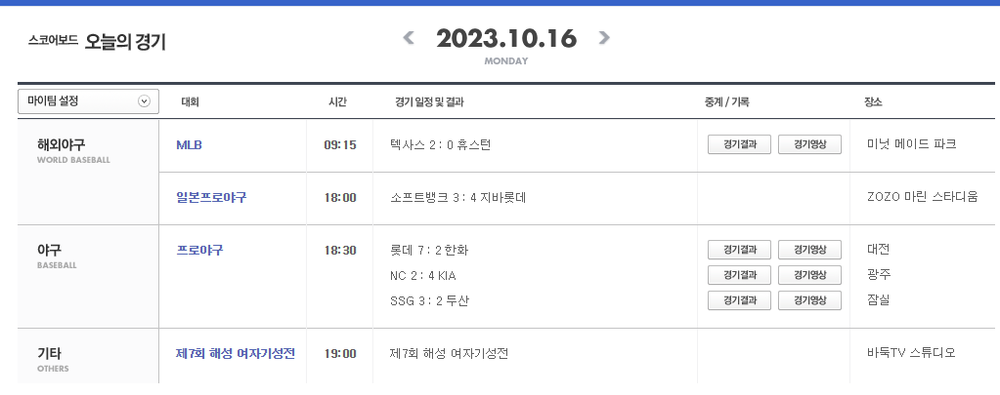 스코어보드 오늘의 경기
2023.10.16
MONDAY
마이팀 설정 대회 시간 경기 일정 및 결과 중계 / 기록 장소
해외야구 MLB 09:15 텍사스 2 : 0 휴스턴 경기결과 경기영상 미닛 메이드 파크
WORLD BASEBALL
일본프로야구 18:00 소프트뱅크 3 : 4 지바롯데 ZOZO 마린 스타디움
야구 프로야구 18:30 롯데 7 : 2 한화 경기결과 경기영상 대전
BASEBALL
NC 2 : 4 KIA 경기결과 경기영상 광주
SSG 3 : 2 두산 경기결과 경기영상 잠실
기타 제7회 해성 여자기성전 19:00 제7회 해성 여자기성전 바둑TV 스튜디오
OTHERS